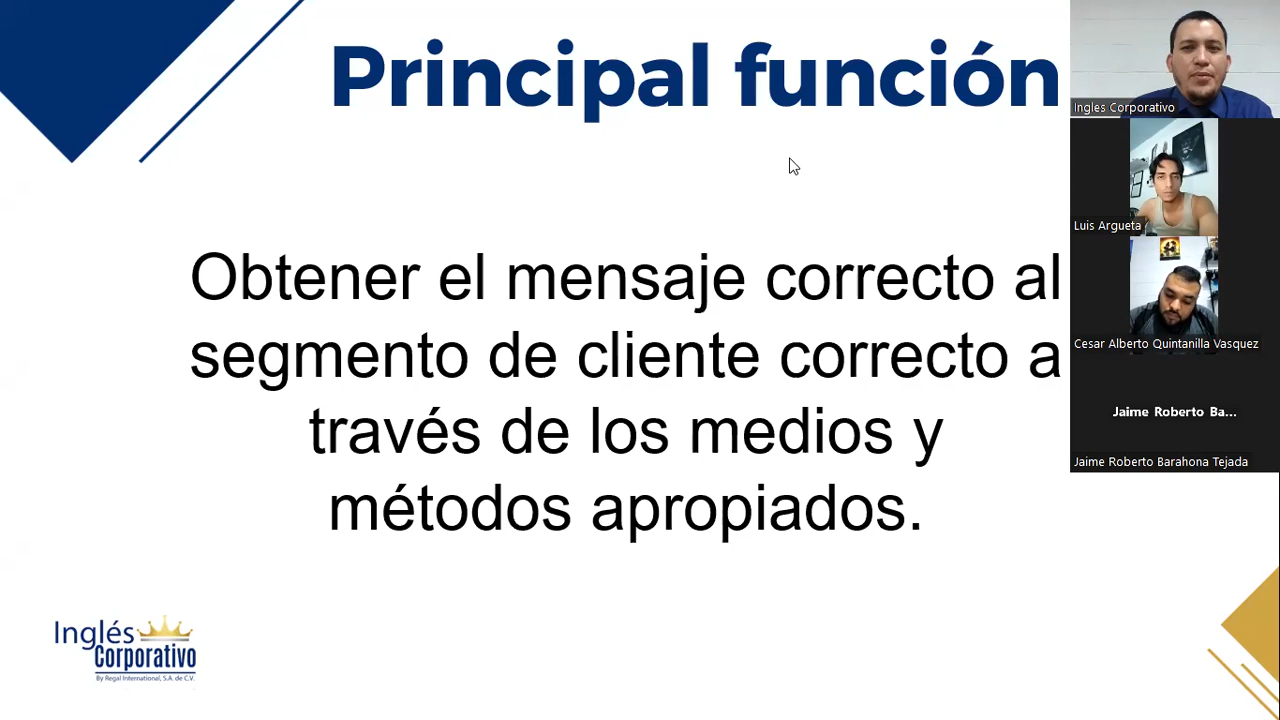 Principal función
Obtener el mensaje correcto al
segmento de cliente correcto a
través de los medios y
métodos apropiados.
Inglés
Corporativo
By Regal International, S.A. de C.V.
Ingles Corporativo
Luis Argueta
Cesar Alberto Quintanilla Vasquez
Jaime Roberto Ba...
Jaime Roberto Barahona Tejada